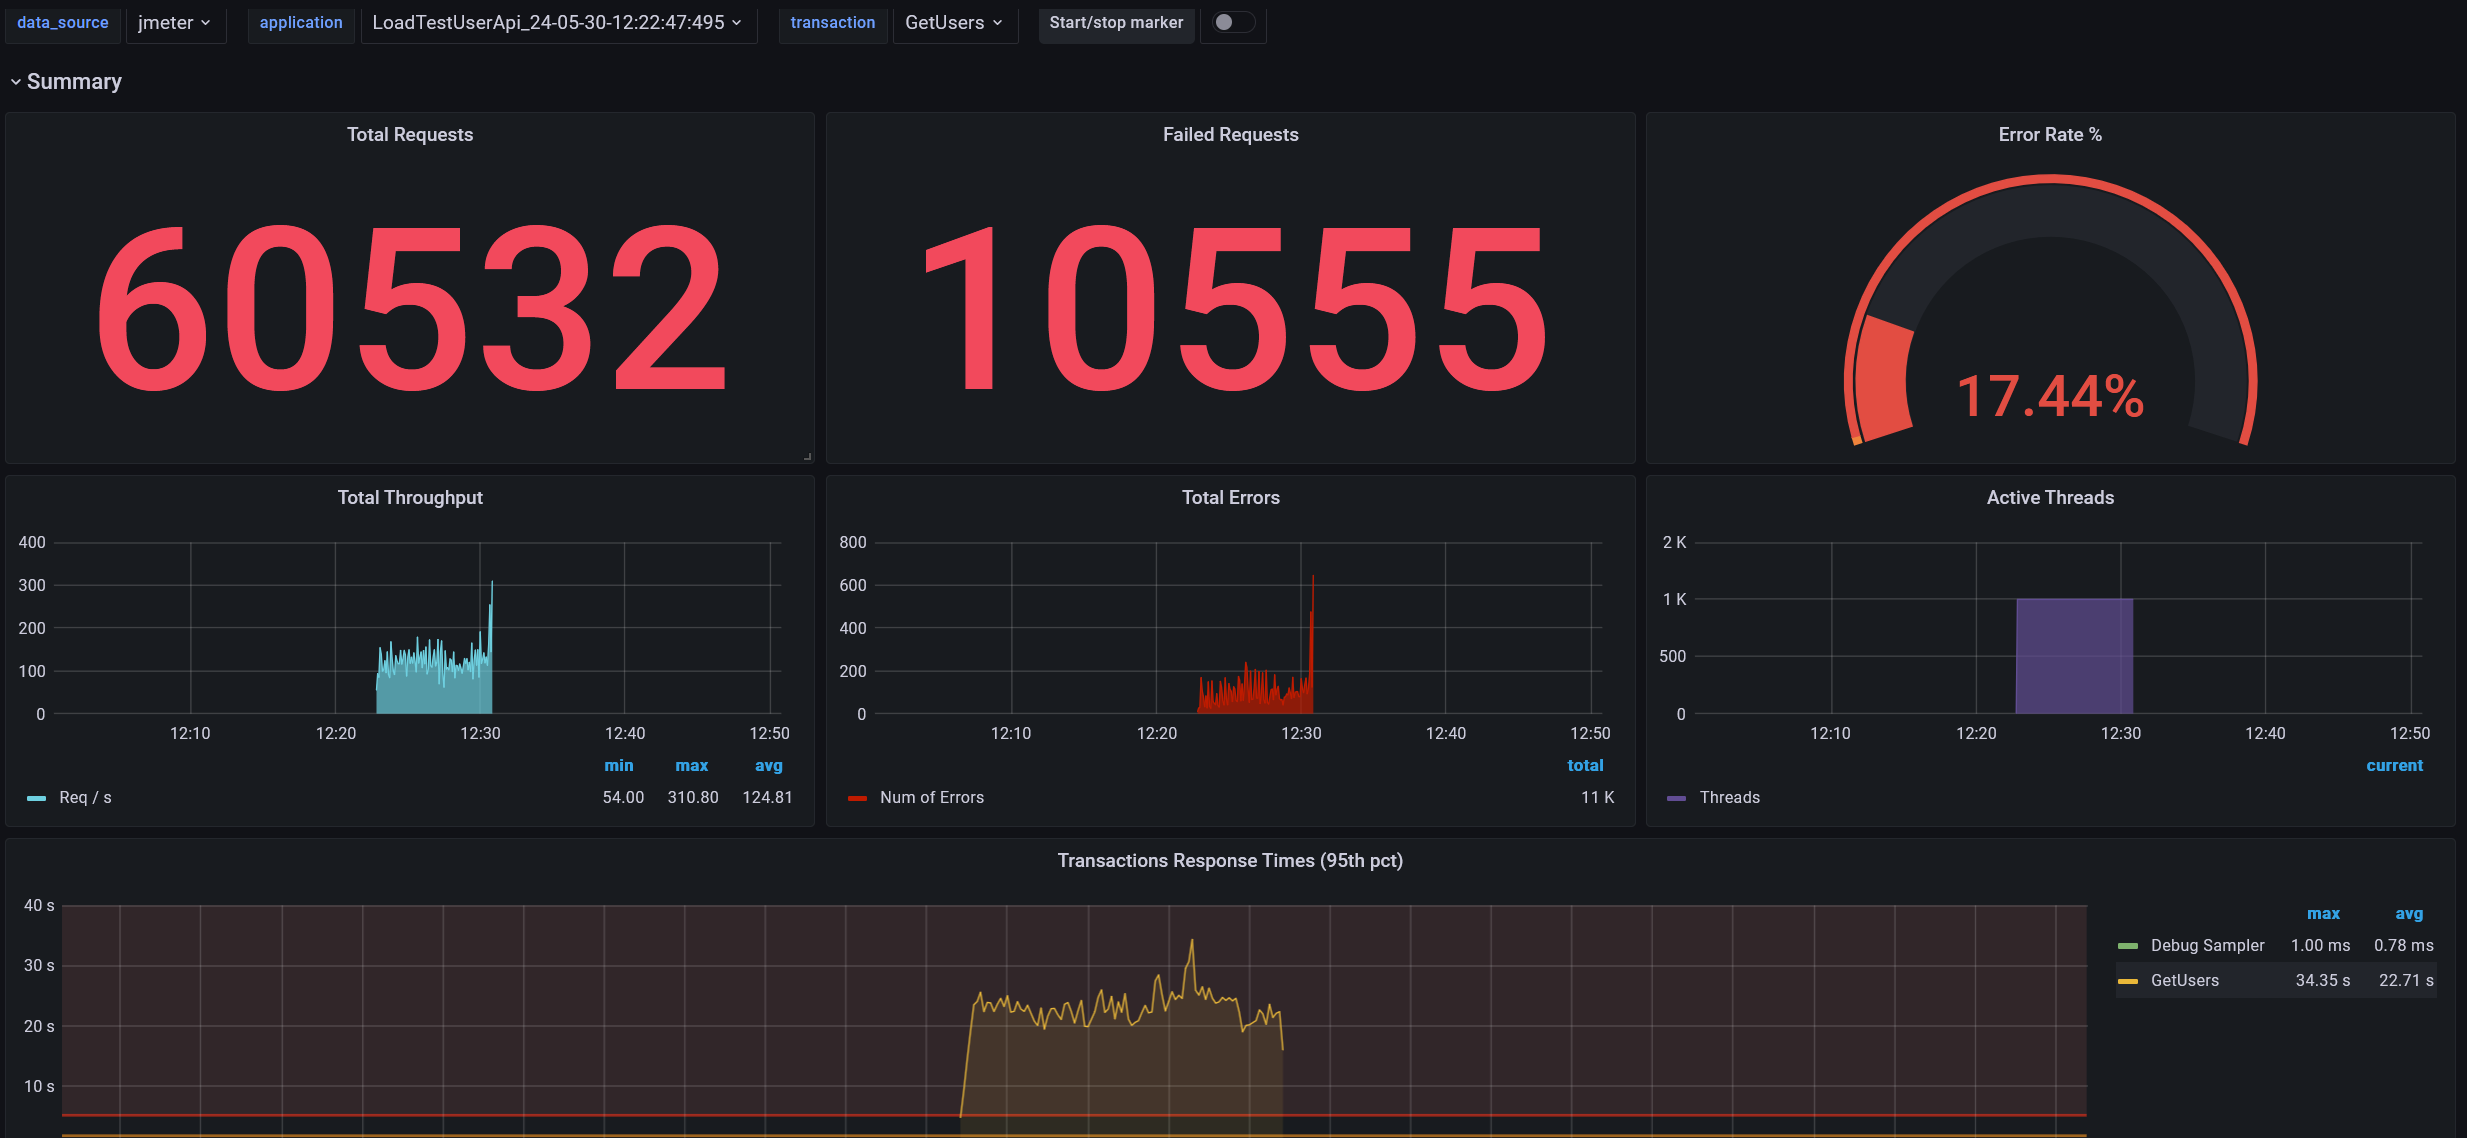 data_source jmeter application LoadTestUserApi_24-05-30-12:22:47:495 transaction GetUsers Start/stop marker
Summary
Total Requests
60532
Failed Requests
10555
Error Rate %
17.44%
Total Throughput
400
300
200
100
0
12:10 12:20 12:30 12:40 12:50
min max avg
Req / s 54.00 310.80 124.81
Total Errors
800
600
400
200
0
12:10 12:20 12:30 12:40 12:50
total
Num of Errors 11 K
Active Threads
2 K
1 K
500
0
12:10 12:20 12:30 12:40 12:50
current
Threads
Transactions Response Times (95th pct)
40 s
30 s
20 s
10 s
max avg
Debug Sampler 1.00 ms 0.78 ms
GetUsers 34.35 s 22.71 s